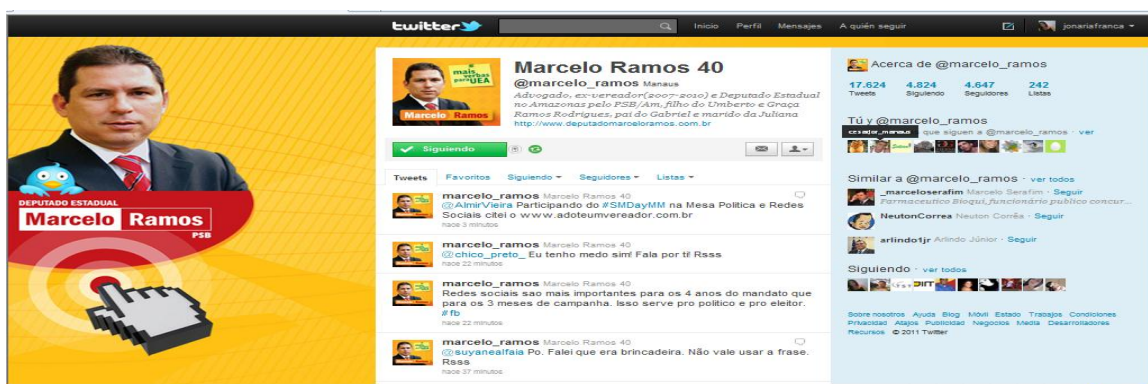 twitter
Inicio Perfil Mensajes A quién seguir
jonariafranca
DEPUTADO ESTADUAL
Marcelo Ramos
PSB
mais verbas para UEA
Marcelo Ramos
Marcelo Ramos 40
@marcelo_ramos Manaus
Advogado, ex-vereador(2007-2010) e Deputado Estadual
no Amazonas pelo PSB/Am, filho do Umberto e Graça
Ramos Rodrigues, pai do Gabriel e marido da Juliana
http://www.deputadomarceloramos.com.br
Siguiendo
Tweets Favoritos Siguiendo Seguidores Listas
marcelo_ramos Marcelo Ramos 40
@AlmirVieira Participando do #SMDayMM na Mesa Politica e Redes
Sociais citei o www.adoteumvereador.com.br
hace 3 minutos
marcelo_ramos Marcelo Ramos 40
@chico_preto_ Eu tenho medo sim! Fala por ti! Rsss
hace 22 minutos
marcelo_ramos Marcelo Ramos 40
Redes sociais sao mais importantes para os 4 anos do mandato que
para os 3 meses de campanha. Isso serve pro politico e pro eleitor.
#fb
hace 22 minutos
marcelo_ramos Marcelo Ramos 40
@suyanealfaia Po. Falei que era brincadeira. Não vale usar a frase.
Rsss
hace 37 minutos
Acerca de @marcelo_ramos
17.624 4.824 4.647 242
Tweets Siguiendo Seguidores Listas
Tú y @marcelo_ramos
que siguen a @marcelo_ramos · ver
Similar a @marcelo_ramos · ver todos
_marceloserafim Marcelo Serafim · Seguir
Farmaceutico Bioqui, funcionário publico concur...
NeutonCorrea Neuton Corrêa · Seguir
arlindo1jr Arlindo Júnior · Seguir
Siguiendo · ver todos
Sobre nosotros Ayuda Blog Móvil Estado Trabajos Condiciones
Privacidad Atajos Publicidad Negocios Media Desarrolladores
Recursos © 2011 Twitter